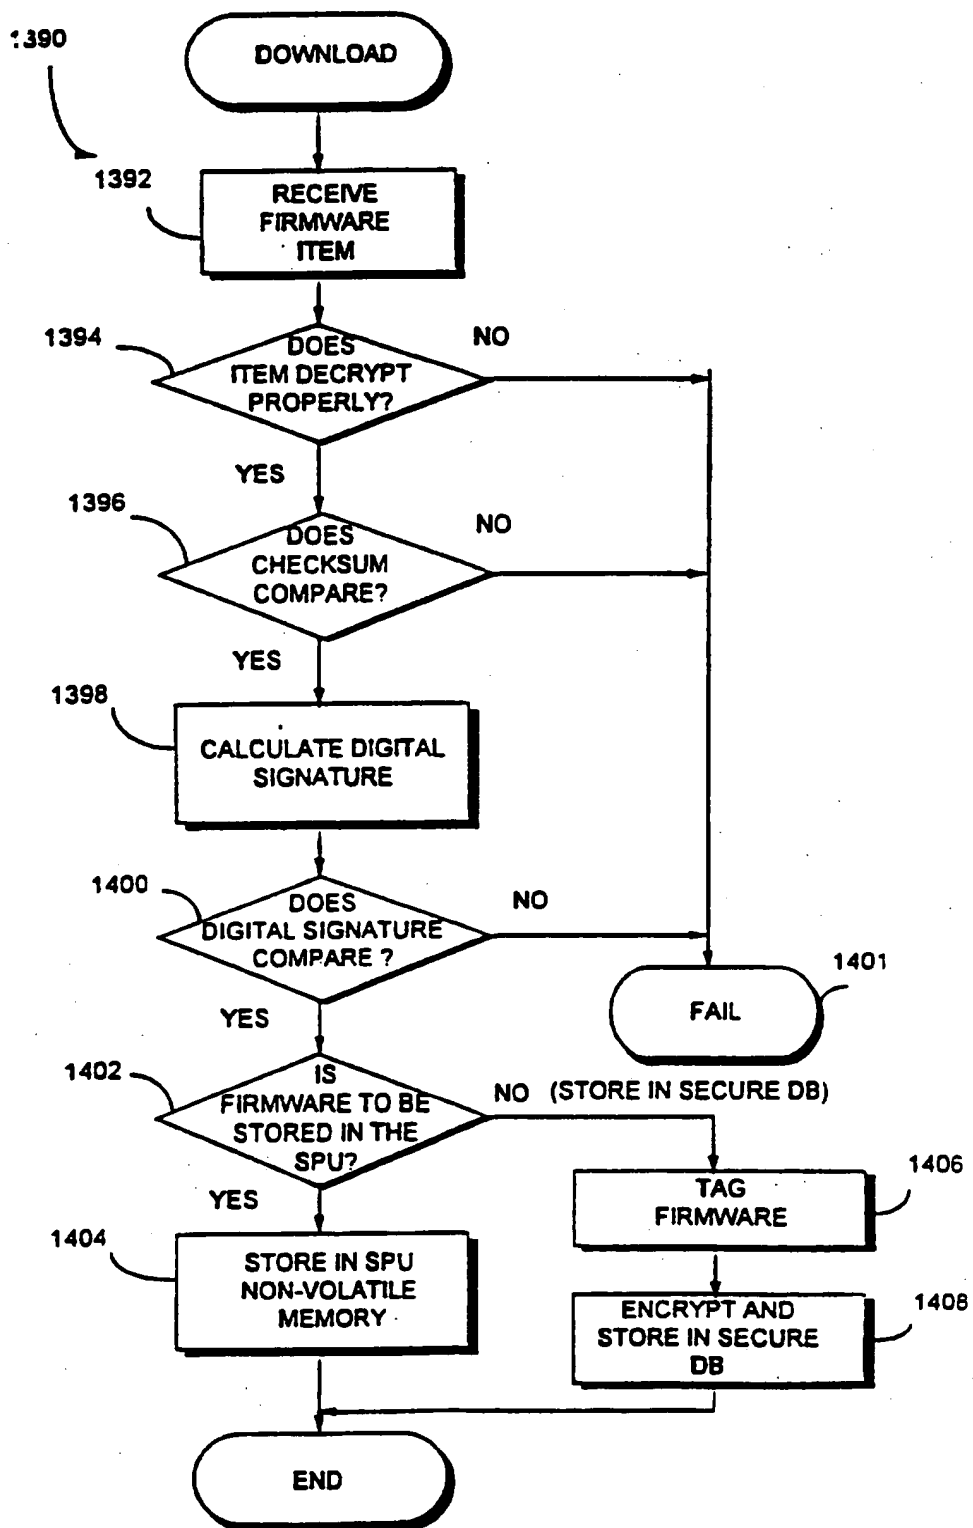 1390
DOWNLOAD
1392
RECEIVE
FIRMWARE
ITEM
1394
DOES
ITEM DECRYPT
PROPERLY?
NO
YES
1396
DOES
CHECKSUM
COMPARE?
NO
YES
1398
CALCULATE DIGITAL
SIGNATURE
1400
DOES
DIGITAL SIGNATURE
COMPARE ?
NO
1401
FAIL
YES
1402
IS
FIRMWARE TO BE
STORED IN THE
SPU?
NO (STORE IN SECURE DB)
YES
1406
TAG
FIRMWARE
1404
STORE IN SPU
NON-VOLATILE
MEMORY
1408
ENCRYPT AND
STORE IN SECURE
DB
END